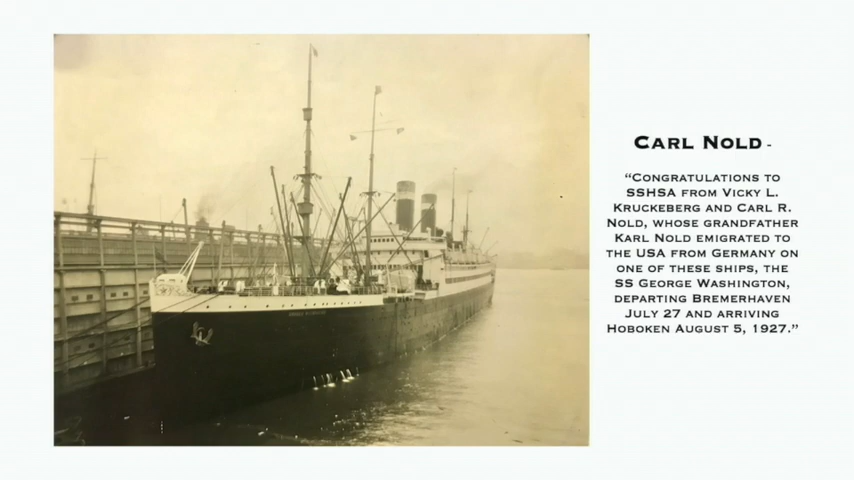 CARL NOLD -
"CONGRATULATIONS TO
SSHSA FROM VICKY L.
KRUCKEBERG AND CARL R.
NOLD, WHOSE GRANDFATHER
KARL NOLD EMIGRATED TO
THE USA FROM GERMANY ON
ONE OF THESE SHIPS, THE
SS GEORGE WASHINGTON,
DEPARTING BREMERHAVEN
JULY 27 AND ARRIVING
HOBOKEN AUGUST 5, 1927."